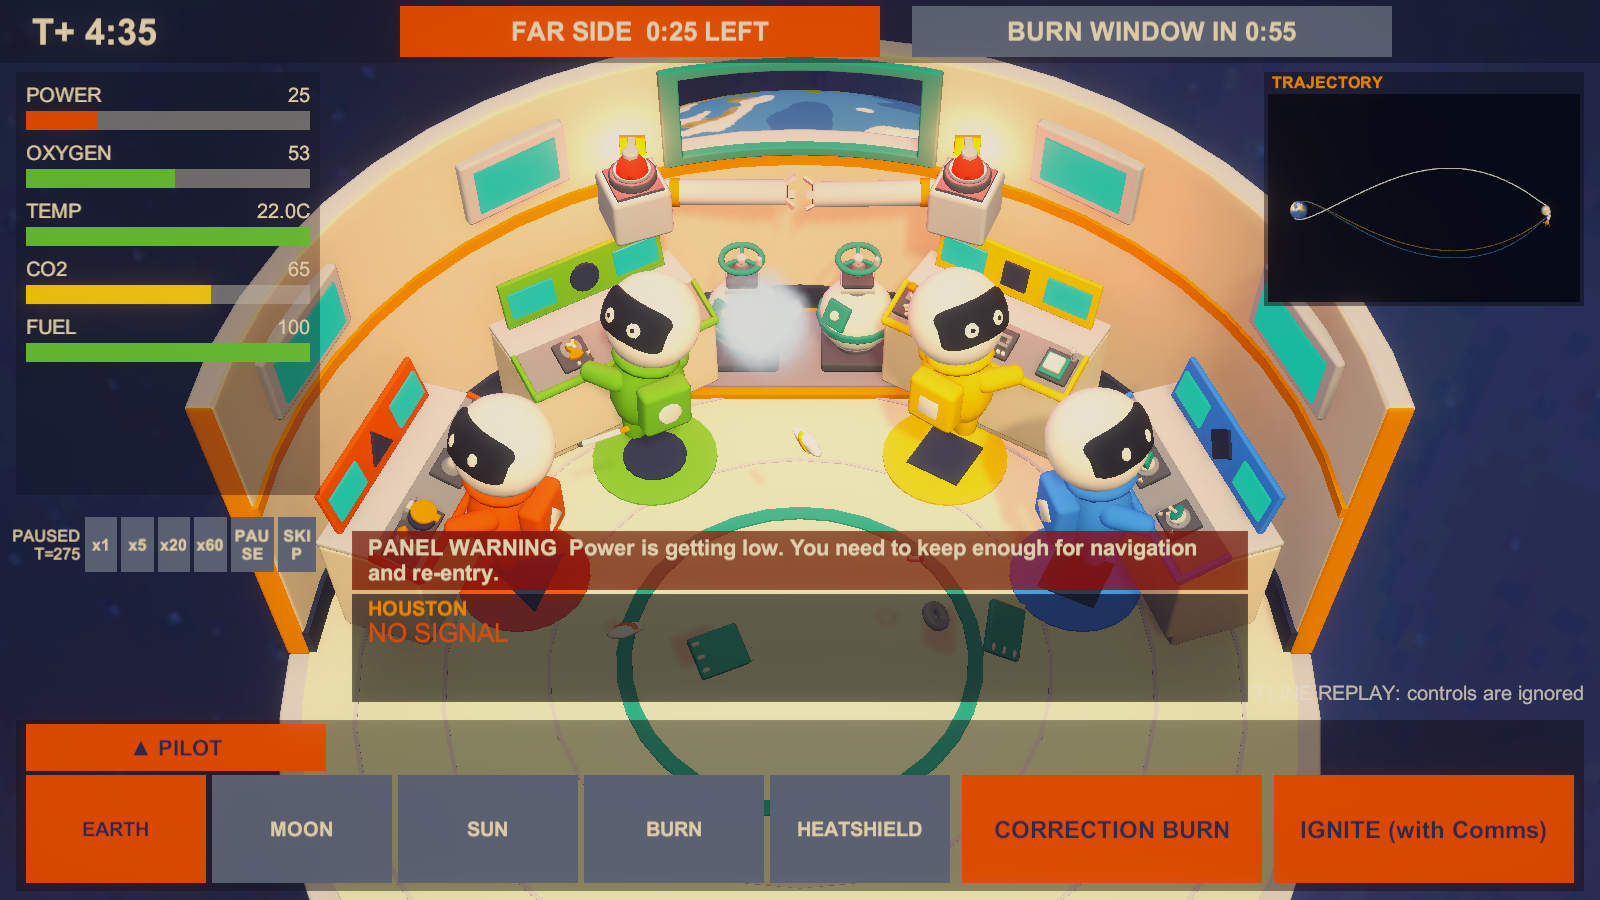 T+ 4:35
FAR SIDE 0:25 LEFT
BURN WINDOW IN 0:55
POWER 25
OXYGEN 53
TEMP 22.0C
CO2 65
FUEL 100
TRAJECTORY
PAUSED
T=275
x1
x5
x20
x60
PAU
SE
SKI
P
PANEL WARNING Power is getting low. You need to keep enough for navigation
and re-entry.
HOUSTON
NO SIGNAL
REPLAY: controls are ignored
▲ PILOT
EARTH
MOON
SUN
BURN
HEATSHIELD
CORRECTION BURN
IGNITE (with Comms)